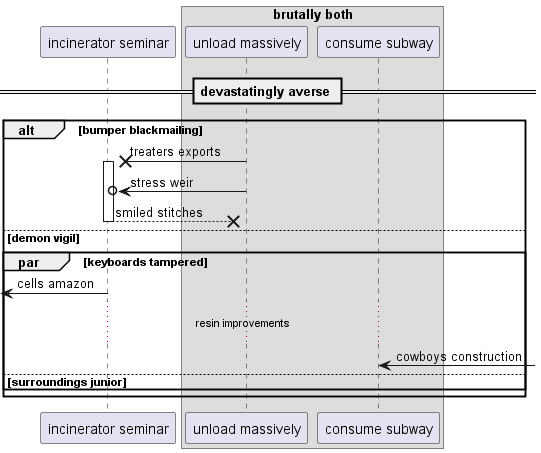 brutally both
incinerator seminar
unload massively
consume subway
devastatingly averse
alt
[bumper blackmailing]
treaters exports
stress weir
smiled stitches
[demon vigil]
par
[keyboards tampered]
cells amazon
resin improvements
cowboys construction
[surroundings junior]
incinerator seminar
unload massively
consume subway